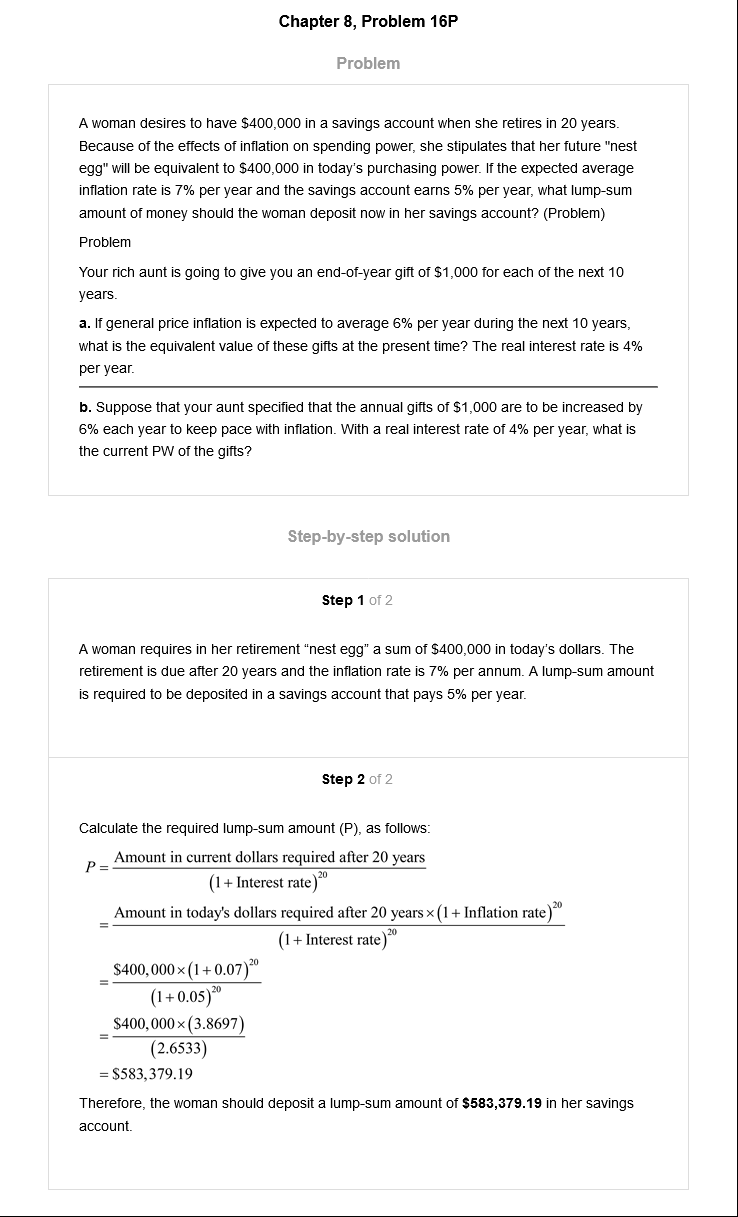 Chapter 8, Problem 16P
Problem
A woman desires to have $400,000 in a savings account when she retires in 20 years.
Because of the effects of inflation on spending power, she stipulates that her future "nest
egg" will be equivalent to $400,000 in today's purchasing power. If the expected average
inflation rate is 7% per year and the savings account earns 5% per year, what lump-sum
amount of money should the woman deposit now in her savings account? (Problem)
Problem
Your rich aunt is going to give you an end-of-year gift of $1,000 for each of the next 10
years.
a. If general price inflation is expected to average 6% per year during the next 10 years,
what is the equivalent value of these gifts at the present time? The real interest rate is 4%
per year.
b. Suppose that your aunt specified that the annual gifts of $1,000 are to be increased by
6% each year to keep pace with inflation. With a real interest rate of 4% per year, what is
the current PW of the gifts?
Step-by-step solution
Step 1 of 2
A woman requires in her retirement “nest egg” a sum of $400,000 in today’s dollars. The
retirement is due after 20 years and the inflation rate is 7% per annum. A lump-sum amount
is required to be deposited in a savings account that pays 5% per year.
Step 2 of 2
Calculate the required lump-sum amount (P), as follows:
P = Amount in current dollars required after 20 years
(1 + Interest rate)^20
= Amount in today's dollars required after 20 years × (1 + Inflation rate)^20
(1 + Interest rate)^20
= $400,000 × (1 + 0.07)^20
(1 + 0.05)^20
= $400,000 × (3.8697)
(2.6533)
= $583,379.19
Therefore, the woman should deposit a lump-sum amount of $583,379.19 in her savings
account.